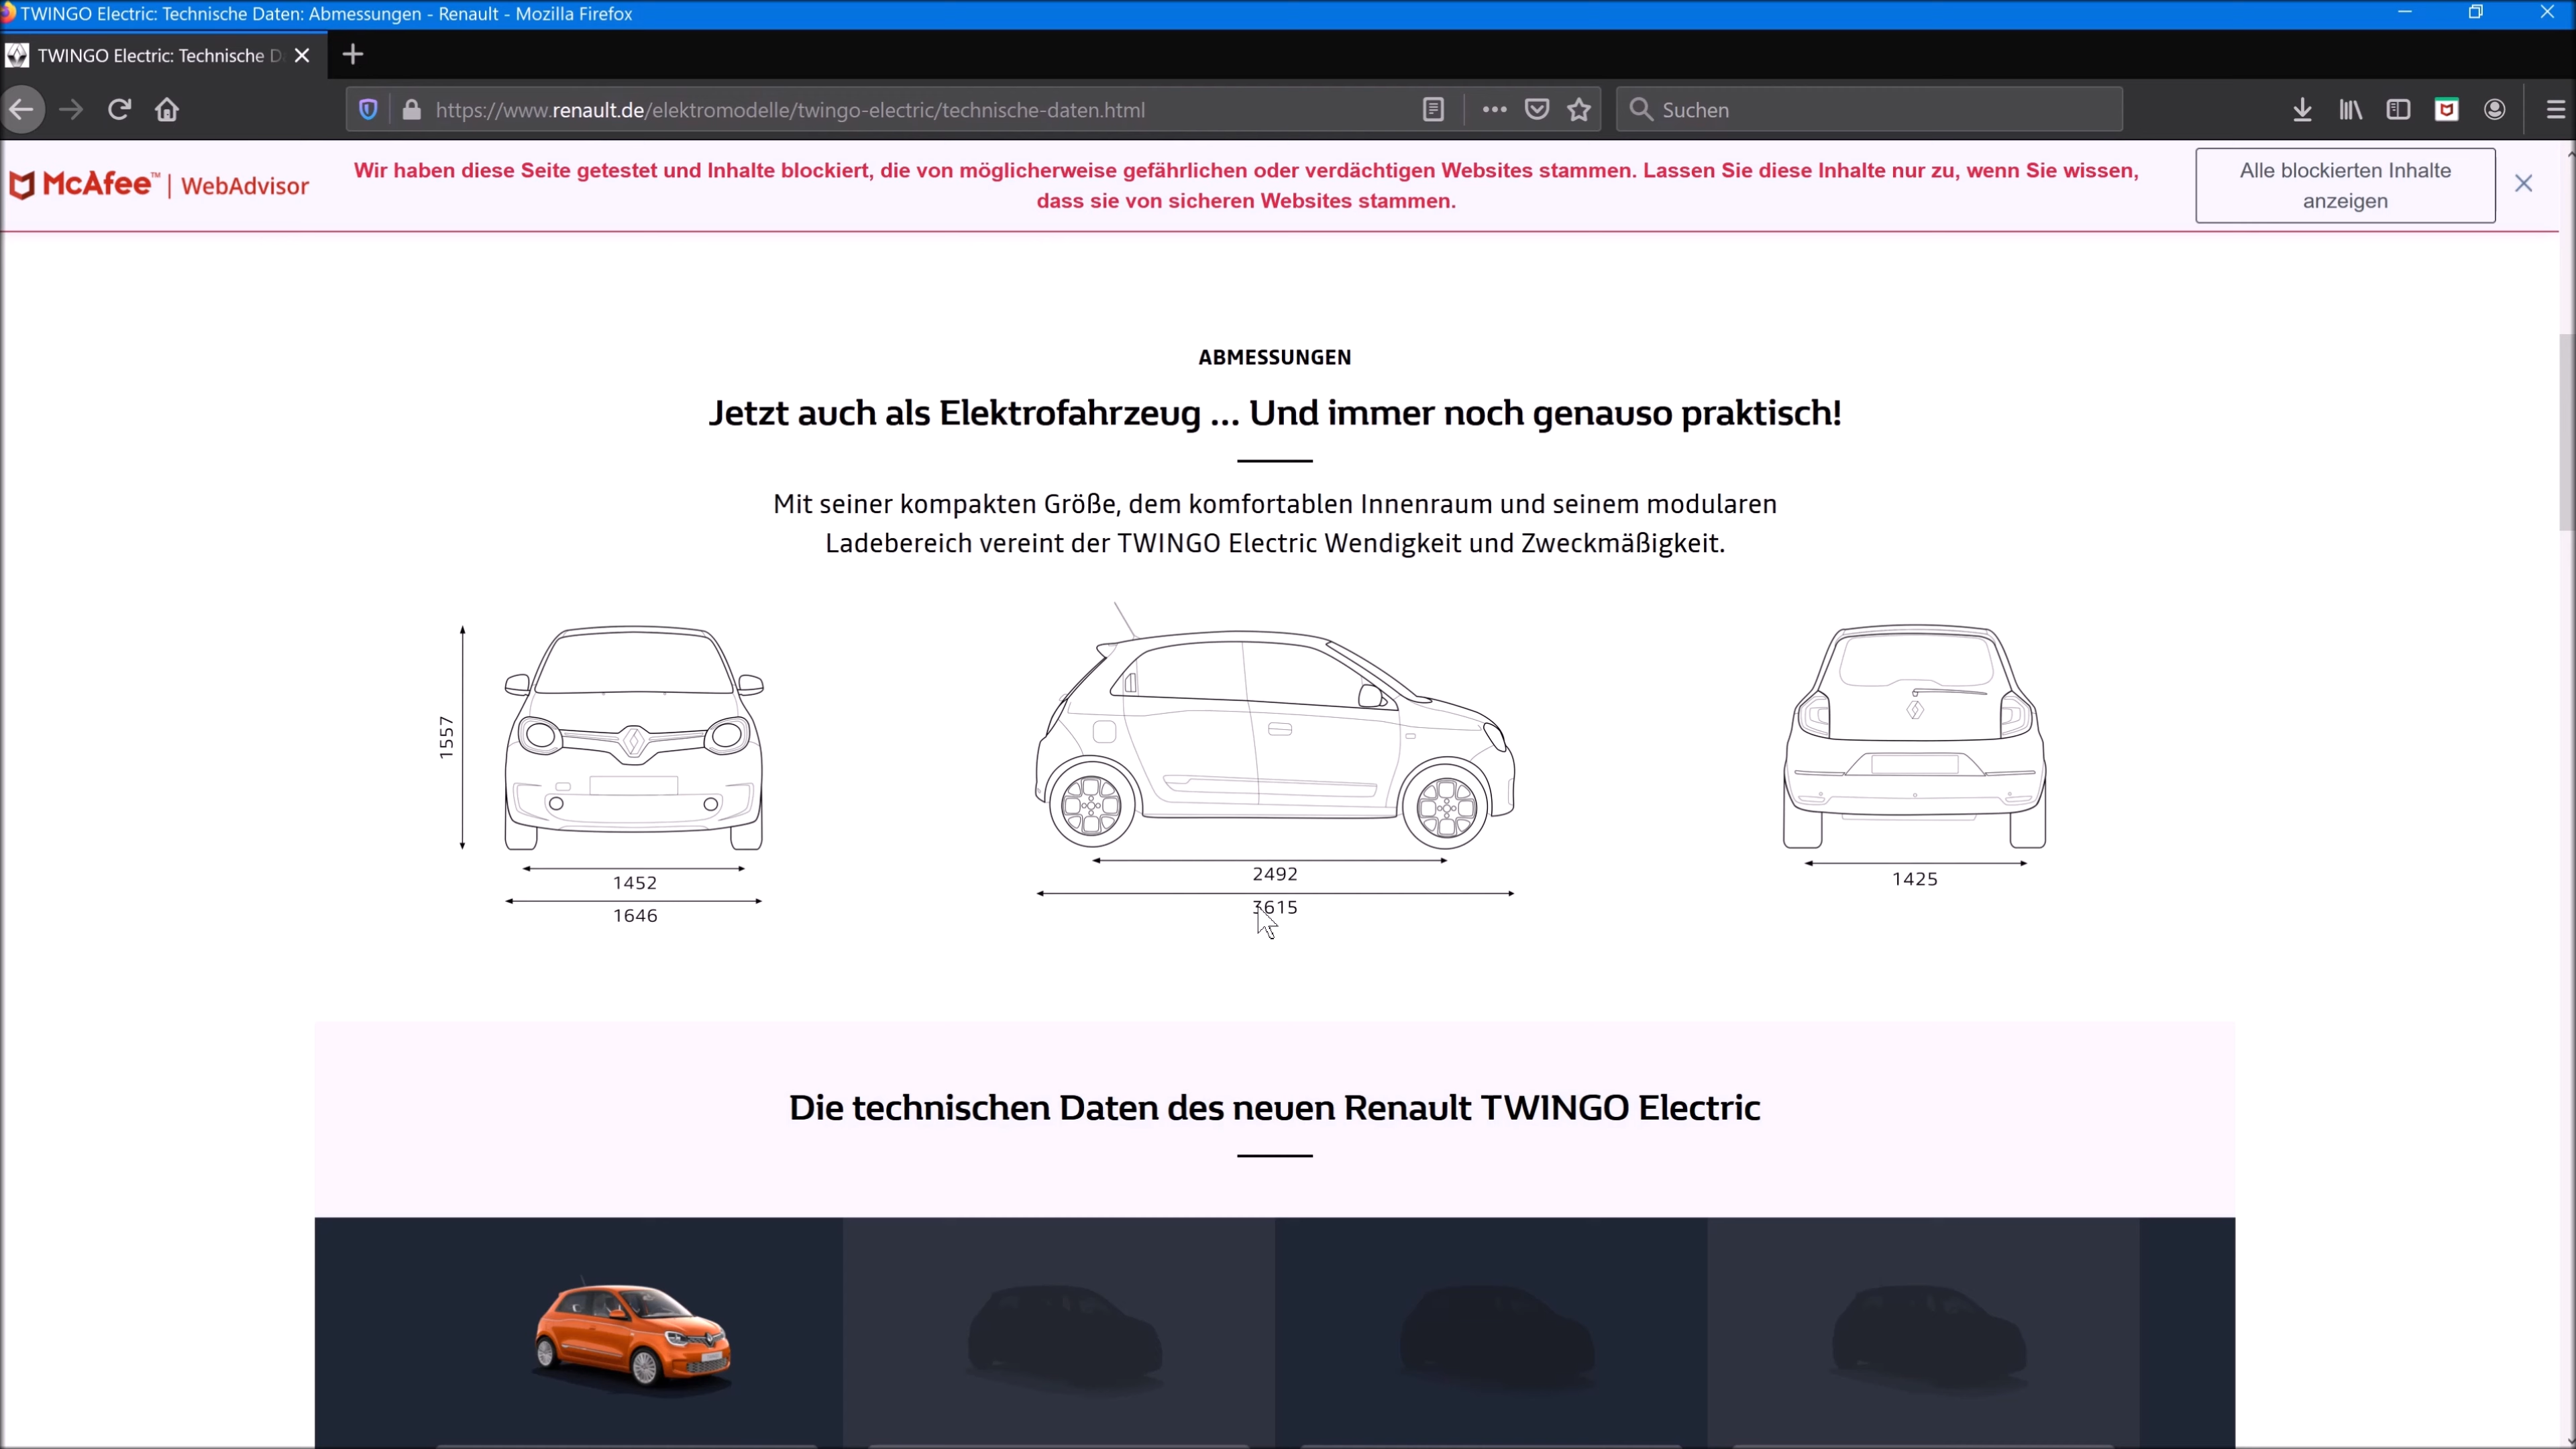 TWINGO Electric: Technische Daten: Abmessungen - Renault - Mozilla Firefox
TWINGO Electric: Technische D
https://www.renault.de/elektromodelle/twingo-electric/technische-daten.html
Suchen
McAfee™ | WebAdvisor
Wir haben diese Seite getestet und Inhalte blockiert, die von möglicherweise gefährlichen oder verdächtigen Websites stammen. Lassen Sie diese Inhalte nur zu, wenn Sie wissen,
dass sie von sicheren Websites stammen.
Alle blockierten Inhalte
anzeigen
ABMESSUNGEN
Jetzt auch als Elektrofahrzeug ... Und immer noch genauso praktisch!
Mit seiner kompakten Größe, dem komfortablen Innenraum und seinem modularen
Ladebereich vereint der TWINGO Electric Wendigkeit und Zweckmäßigkeit.
1557
1452
1646
2492
3615
1425
Die technischen Daten des neuen Renault TWINGO Electric